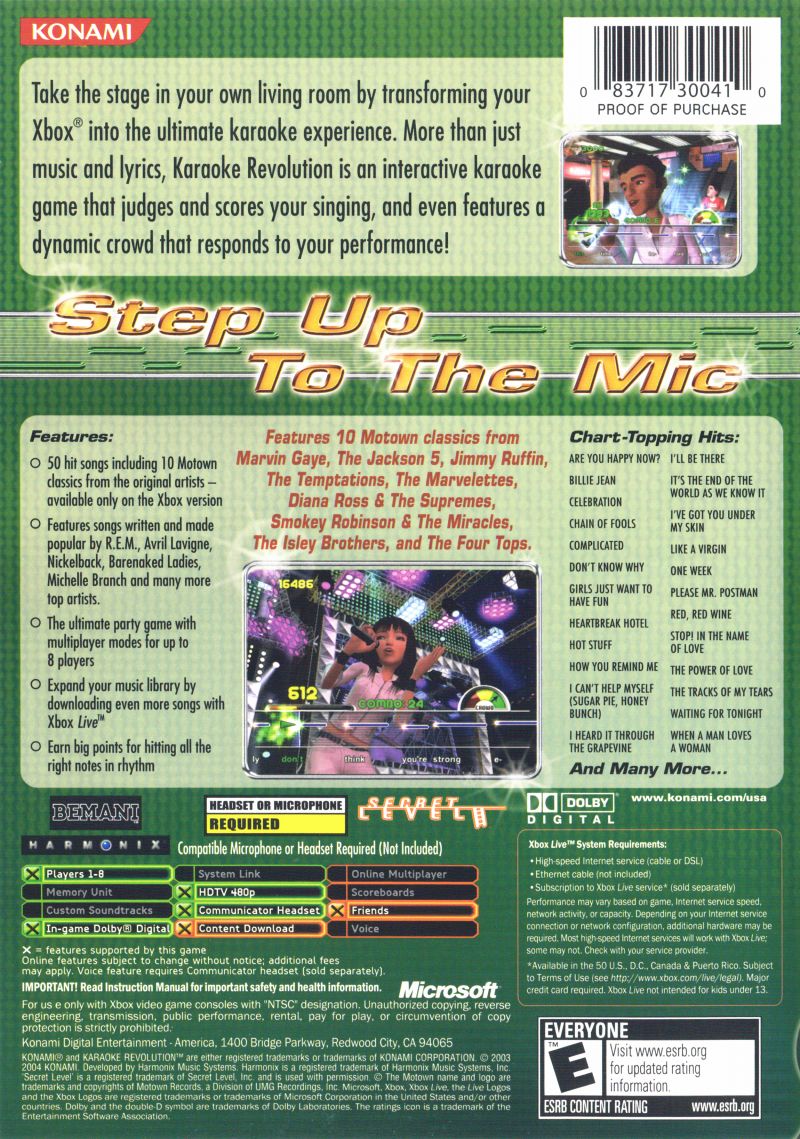 KONAMI
0 83717 30041 0
PROOF OF PURCHASE
Take the stage in your own living room by transforming your
Xbox® into the ultimate karaoke experience. More than just
music and lyrics, Karaoke Revolution is an interactive karaoke
game that judges and scores your singing, and even features a
dynamic crowd that responds to your performance!
Step Up
To The Mic
Features:
50 hit songs including 10 Motown
classics from the original artists –
available only on the Xbox version
Features songs written and made
popular by R.E.M., Avril Lavigne,
Nickelback, Barenaked Ladies,
Michelle Branch and many more
top artists.
The ultimate party game with
multiplayer modes for up to
8 players
Expand your music library by
downloading even more songs with
Xbox Live™
Earn big points for hitting all the
right notes in rhythm
Features 10 Motown classics from
Marvin Gaye, The Jackson 5, Jimmy Ruffin,
The Temptations, The Marvelettes,
Diana Ross & The Supremes,
Smokey Robinson & The Miracles,
The Isley Brothers, and The Four Tops.
16486
612
COMBO 24
CROWD
ly don't think you're strong e-
Chart-Topping Hits:
ARE YOU HAPPY NOW?
BILLIE JEAN
CELEBRATION
CHAIN OF FOOLS
COMPLICATED
DON'T KNOW WHY
GIRLS JUST WANT TO
HAVE FUN
HEARTBREAK HOTEL
HOT STUFF
HOW YOU REMIND ME
I CAN'T HELP MYSELF
(SUGAR PIE, HONEY
BUNCH)
I HEARD IT THROUGH
THE GRAPEVINE
I'LL BE THERE
IT'S THE END OF THE
WORLD AS WE KNOW IT
I'VE GOT YOU UNDER
MY SKIN
LIKE A VIRGIN
ONE WEEK
PLEASE MR. POSTMAN
RED, RED WINE
STOP! IN THE NAME
OF LOVE
THE POWER OF LOVE
THE TRACKS OF MY TEARS
WAITING FOR TONIGHT
WHEN A MAN LOVES
A WOMAN
And Many More...
BEMANI
HARMONIX
HEADSET OR MICROPHONE
REQUIRED
SECRET
LEVEL
Compatible Microphone or Headset Required (Not Included)
DOLBY
DIGITAL
www.konami.com/usa
Players 1-8
System Link
Online Multiplayer
Memory Unit
HDTV 480p
Scoreboards
Custom Soundtracks
Communicator Headset
Friends
In-game Dolby® Digital
Content Download
Voice
X = features supported by this game
Online features subject to change without notice; additional fees
may apply. Voice feature requires Communicator headset (sold separately).
IMPORTANT! Read Instruction Manual for important safety and health information.
Microsoft
For us e only with Xbox video game consoles with "NTSC" designation. Unauthorized copying, reverse
engineering, transmission, public performance, rental, pay for play, or circumvention of copy
protection is strictly prohibited.
Konami Digital Entertainment - America, 1400 Bridge Parkway, Redwood City, CA 94065
KONAMI® and KARAOKE REVOLUTION™ are either registered trademarks or trademarks of KONAMI CORPORATION. © 2003
2004 KONAMI. Developed by Harmonix Music Systems, Inc. Harmonix is a registered trademark of Harmonix Music Systems, Inc.
'Secret Level' is a registered trademark of Secret Level, Inc. and is used with permission. © The Motown name and logo are
trademarks and copyrights of Motown Records, a Division of UMG Recordings, Inc. Microsoft, Xbox, Xbox Live, the Live Logos
and the Xbox Logos are registered trademarks or trademarks of Microsoft Corporation in the United States and/or other
countries. Dolby and the double-D symbol are trademarks of Dolby Laboratories. The ratings icon is a trademark of the
Entertainment Software Association.
Xbox Live™ System Requirements:
• High-speed Internet service (cable or DSL)
• Ethernet cable (not included)
• Subscription to Xbox Live service* (sold separately)
Performance may vary based on game, Internet service speed,
network activity, or capacity. Depending on your Internet service
connection or network configuration, additional hardware may be
required. Most high-speed Internet services will work with Xbox Live;
some may not. Check with your service provider.
*Available in the 50 U.S., D.C., Canada & Puerto Rico. Subject
to Terms of Use (see http://www.xbox.com/live/legal). Major
credit card required. Xbox Live not intended for kids under 13.
EVERYONE
E™
Visit www.esrb.org
for updated rating
information.
ESRB CONTENT RATING www.esrb.org